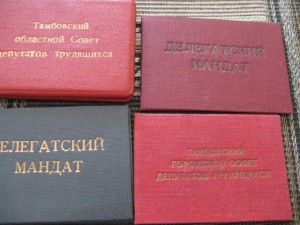 Тамбовский
областной Совет
депутатов трудящихся
ДЕЛЕГАТСКИЙ
МАНДАТ
ЕЛЕГАТСКИЙ
МАНДАТ
ТАМБОВСКИЙ
ГОРОДСКОЙ СОВЕТ
ДЕПУТАТОВ ТРУДЯЩИХСЯ